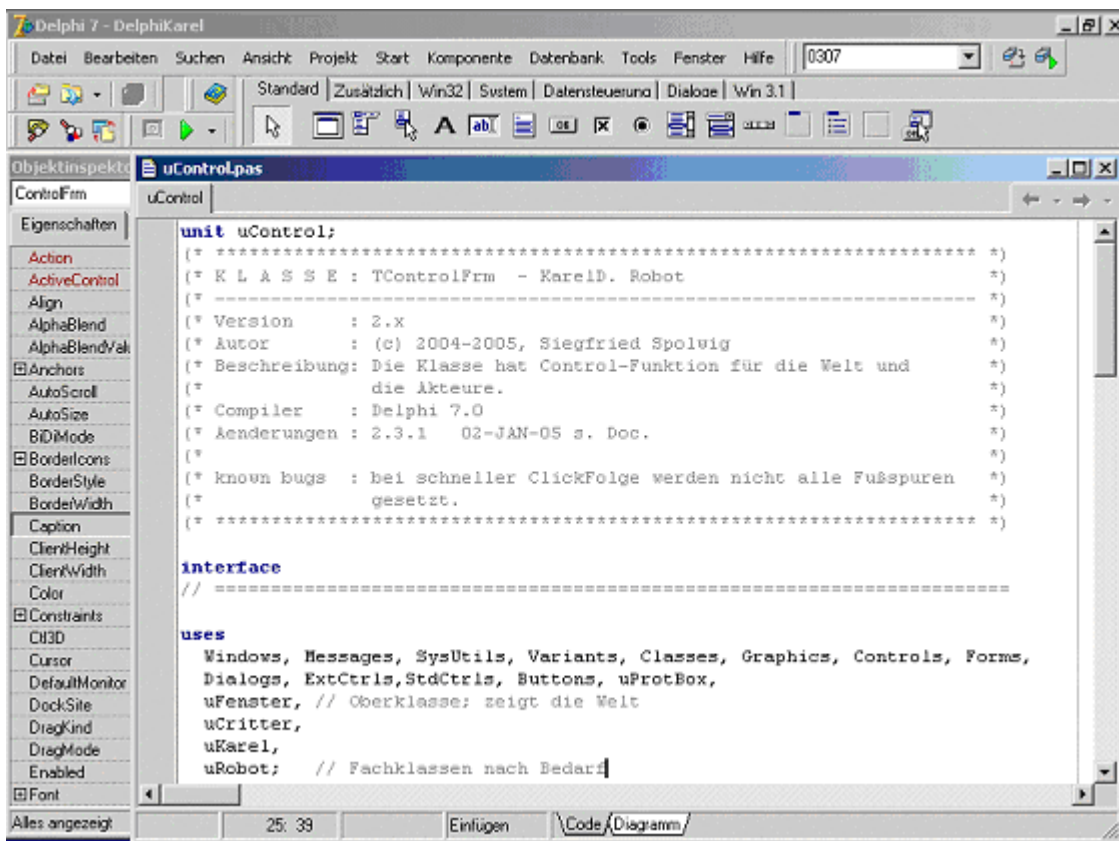 Delphi 7 - DelphiKarel
Datei Bearbeiten Suchen Ansicht Projekt Start Komponente Datenbank Tools Fenster Hilfe 0307
Standard Zusätzlich Win32 System Datensteuerung Dialoge Win 3.1
Objektinspekto
ControlFrm
Eigenschaften
Action
ActiveControl
Align
AlphaBlend
AlphaBlendValu
Anchors
AutoScroll
AutoSize
BiDiMode
BorderIcons
BorderStyle
BorderWidth
Caption
ClientHeight
ClientWidth
Color
Constraints
Ctl3D
Cursor
DefaultMonitor
DockSite
DragKind
DragMode
Enabled
Font
Alles angezeigt
uControl.pas
uControl
unit uControl;
(* ******************************************************************** *)
(* K L A S S E : TControlFrm - KarelD. Robot *)
(* -------------------------------------------------------------------- *)
(* Version : 2.x *)
(* Autor : (c) 2004-2005, Siegfried Spolwig *)
(* Beschreibung: Die Klasse hat Control-Funktion für die Welt und *)
(* die Akteure. *)
(* Compiler : Delphi 7.0 *)
(* Aenderungen : 2.3.1 02-JAN-05 s. Doc. *)
(* *)
(* known bugs : bei schneller ClickFolge werden nicht alle Fußspuren *)
(* gesetzt. *)
(* ******************************************************************** *)
interface
// =======================================================================
uses
Windows, Messages, SysUtils, Variants, Classes, Graphics, Controls, Forms,
Dialogs, ExtCtrls,StdCtrls, Buttons, uProtBox,
uFenster, // Oberklasse; zeigt die Welt
uCritter,
uKarel,
uRobot; // Fachklassen nach Bedarf
25: 39 Einfügen Code Diagramm